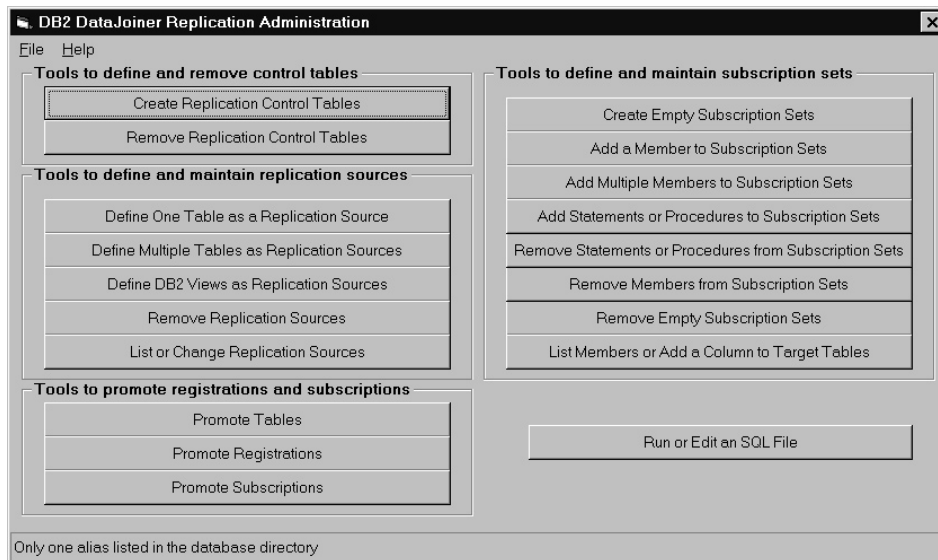 DB2 DataJoiner Replication Administration
File Help
Tools to define and remove control tables
Create Replication Control Tables
Remove Replication Control Tables
Tools to define and maintain replication sources
Define One Table as a Replication Source
Define Multiple Tables as Replication Sources
Define DB2 Views as Replication Sources
Remove Replication Sources
List or Change Replication Sources
Tools to promote registrations and subscriptions
Promote Tables
Promote Registrations
Promote Subscriptions
Tools to define and maintain subscription sets
Create Empty Subscription Sets
Add a Member to Subscription Sets
Add Multiple Members to Subscription Sets
Add Statements or Procedures to Subscription Sets
Remove Statements or Procedures from Subscription Sets
Remove Members from Subscription Sets
Remove Empty Subscription Sets
List Members or Add a Column to Target Tables
Run or Edit an SQL File
Only one alias listed in the database directory